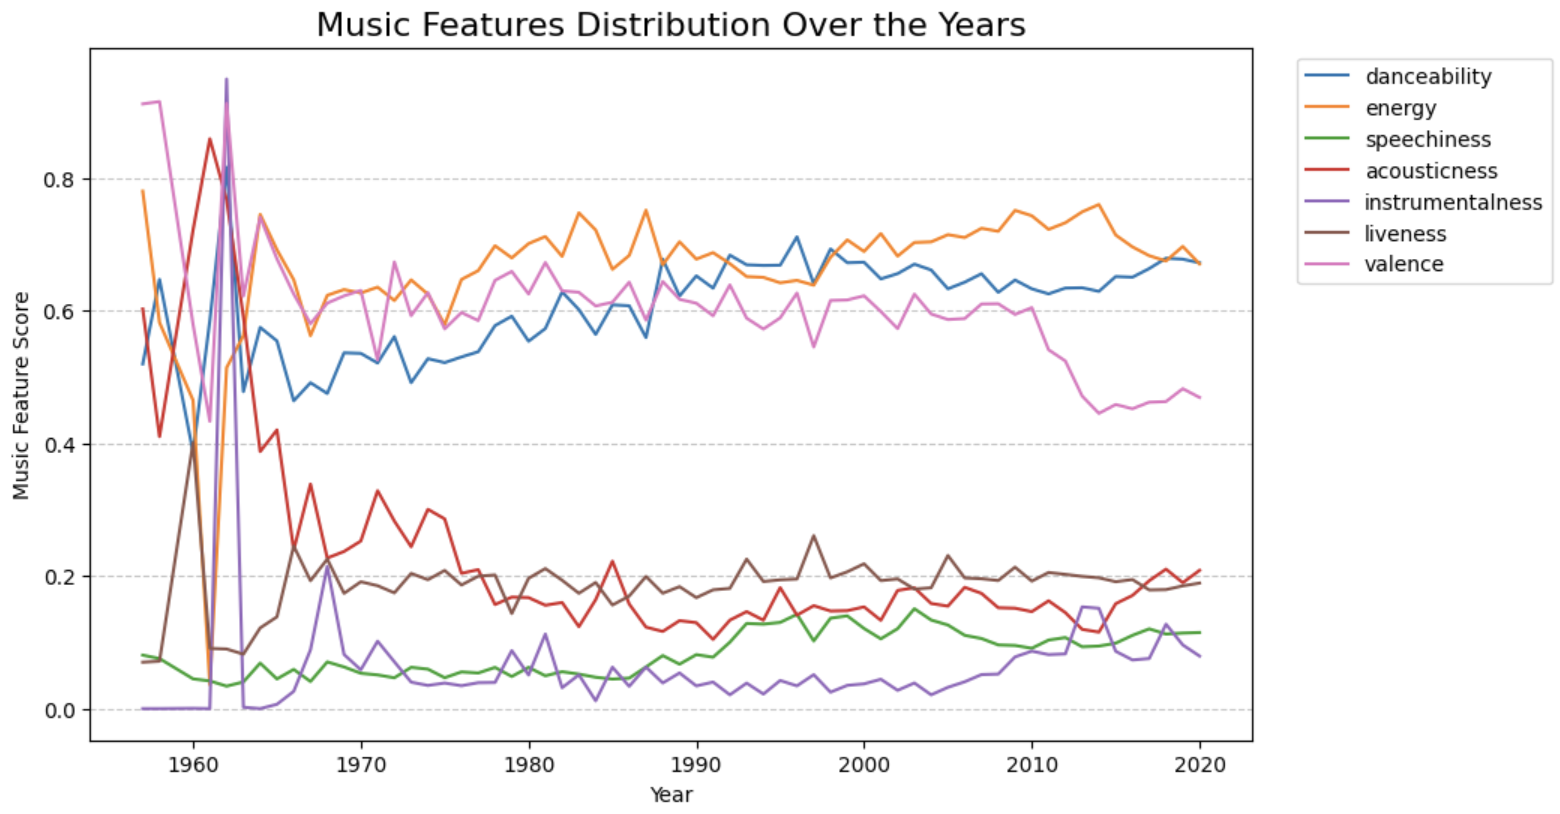 Music Features Distribution Over the Years
danceability
energy
speechiness
acousticness
instrumentalness
liveness
valence
0.8
0.6
0.4
0.2
0.0
Music Feature Score
1960 1970 1980 1990 2000 2010 2020
Year